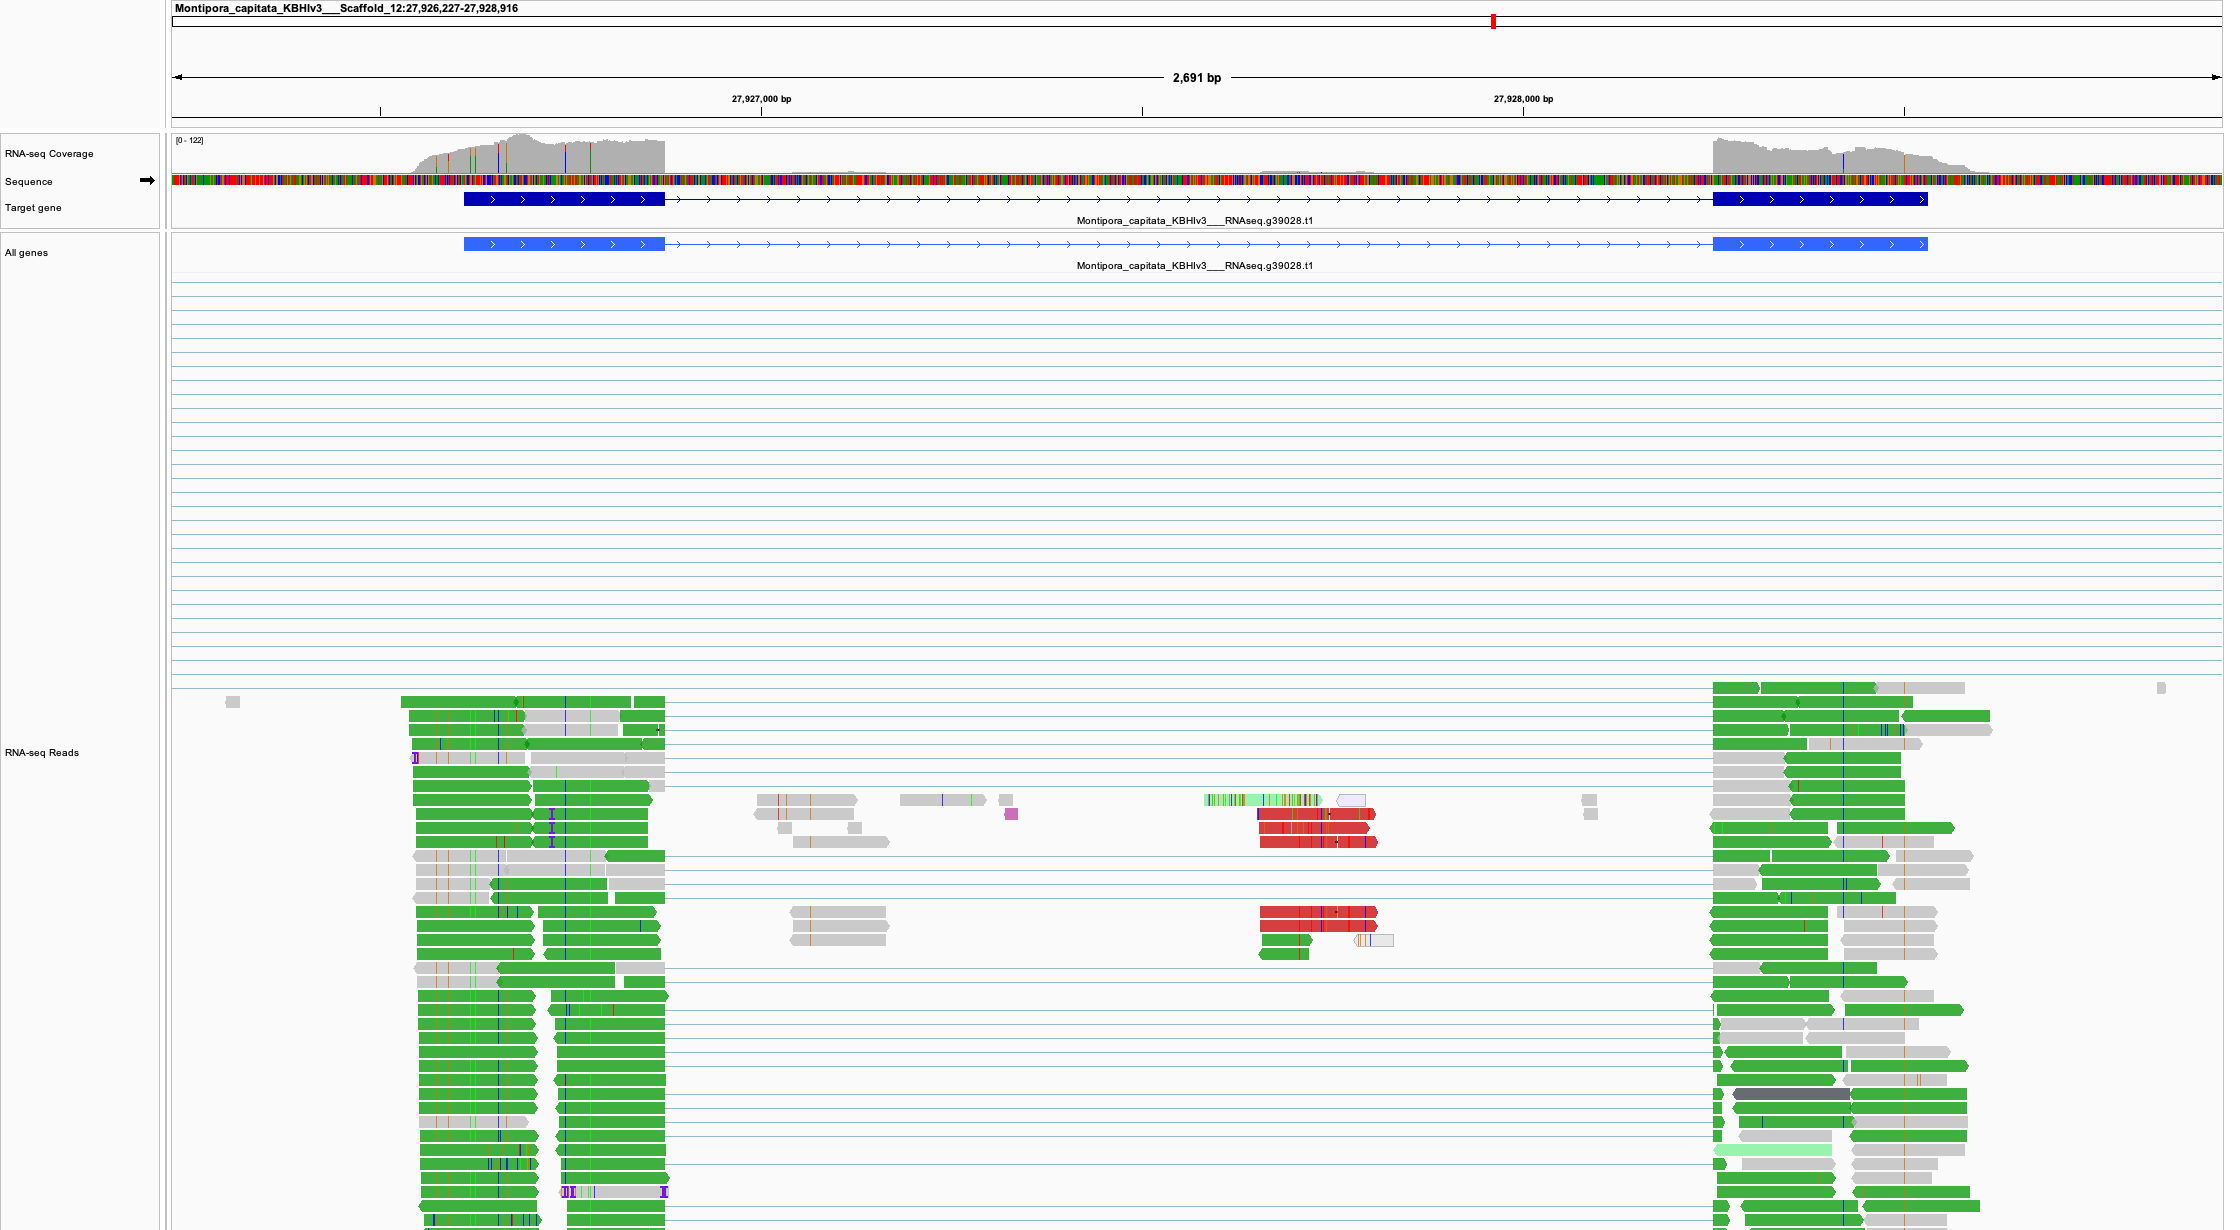 Montipora_capitata_KBHIv3___Scaffold_12:27,926,227-27,928,916
2,691 bp
27,927,000 bp
27,928,000 bp
[0 - 122]
RNA-seq Coverage
Sequence
Target gene
Montipora_capitata_KBHIv3___RNAseq.g39028.t1
All genes
Montipora_capitata_KBHIv3___RNAseq.g39028.t1
RNA-seq Reads